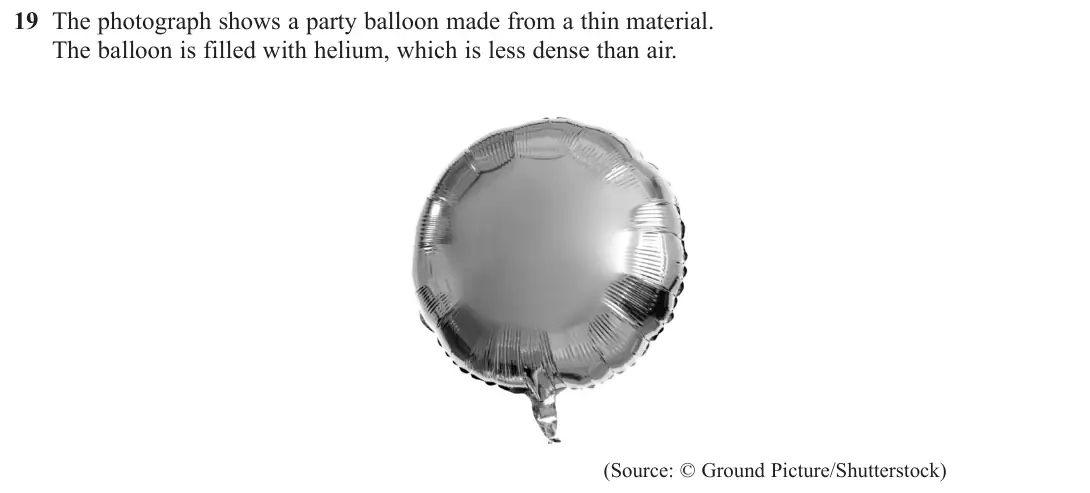 19 The photograph shows a party balloon made from a thin material.
The balloon is filled with helium, which is less dense than air.
(Source: © Ground Picture/Shutterstock)